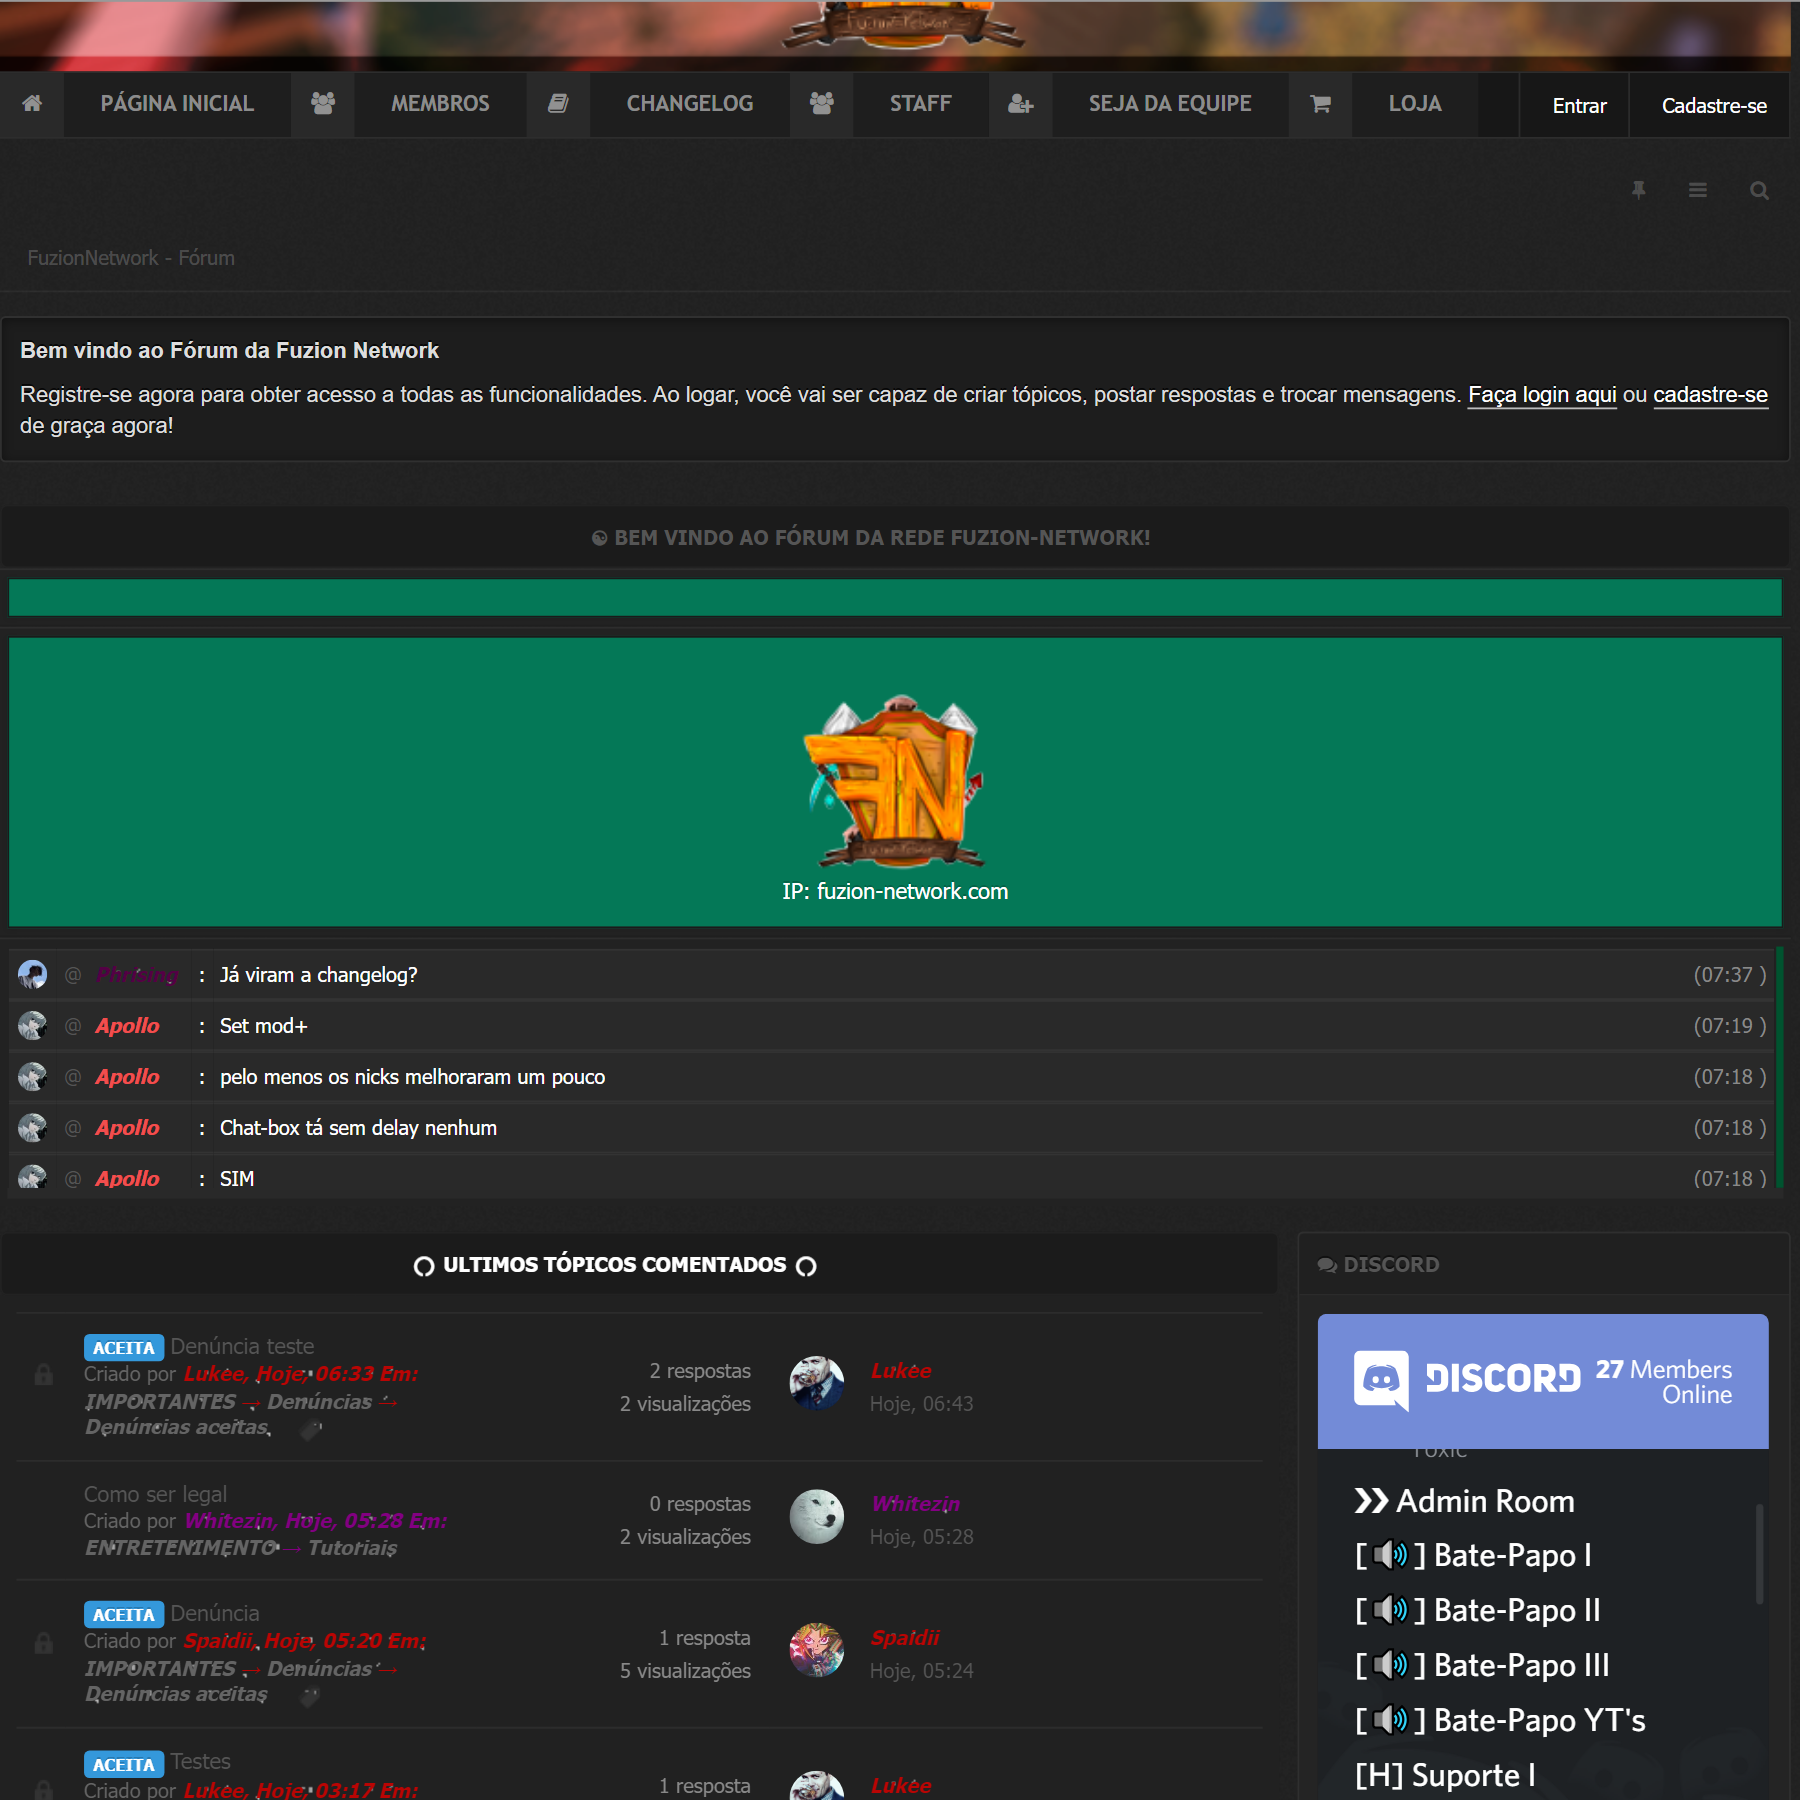 Fuzion-Network
PÁGINA INICIAL
MEMBROS
CHANGELOG
STAFF
SEJA DA EQUIPE
LOJA
Entrar
Cadastre-se
FuzionNetwork - Fórum
Bem vindo ao Fórum da Fuzion Network
Registre-se agora para obter acesso a todas as funcionalidades. Ao logar, você vai ser capaz de criar tópicos, postar respostas e trocar mensagens. Faça login aqui ou cadastre-se
de graça agora!
BEM VINDO AO FÓRUM DA REDE FUZION-NETWORK!
FN
Fuzion-Network
IP: fuzion-network.com
@ Phrising : Já viram a changelog? (07:37 )
@ Apollo : Set mod+ (07:19 )
@ Apollo : pelo menos os nicks melhoraram um pouco (07:18 )
@ Apollo : Chat-box tá sem delay nenhum (07:18 )
@ Apollo : SIM (07:18 )
ULTIMOS TÓPICOS COMENTADOS
ACEITA Denúncia teste
Criado por Lukee, Hoje, 06:33 Em:
IMPORTANTES → Denúncias →
Denúncias aceitas
2 respostas
2 visualizações
Lukee
Hoje, 06:43
Como ser legal
Criado por Whitezin, Hoje, 05:28 Em:
ENTRETENIMENTO → Tutoriais
0 respostas
2 visualizações
Whitezin
Hoje, 05:28
ACEITA Denúncia
Criado por Spaidii, Hoje, 05:20 Em:
IMPORTANTES → Denúncias →
Denúncias aceitas
1 resposta
5 visualizações
Spaidii
Hoje, 05:24
ACEITA Testes
Criado por Lukee, Hoje, 03:17 Em:
1 resposta
Lukee
DISCORD
DISCORD
27 Members
Online
Toxic
Admin Room
[🔊] Bate-Papo I
[🔊] Bate-Papo II
[🔊] Bate-Papo III
[🔊] Bate-Papo YT's
[H] Suporte I